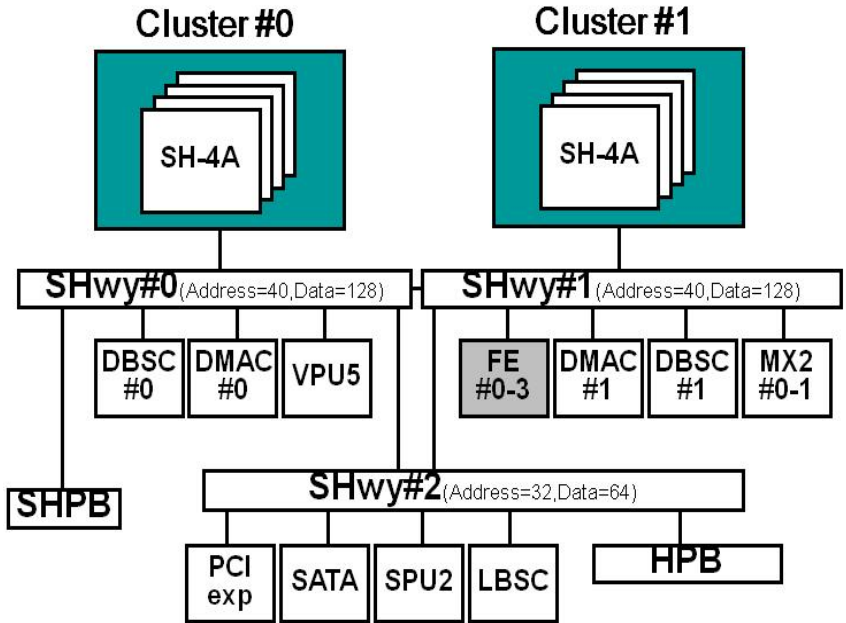 Cluster #0
Cluster #1
SH-4A
SH-4A
SHwy#0(Address=40,Data=128)
SHwy#1(Address=40,Data=128)
DBSC
#0
DMAC
#0
VPU5
FE
#0-3
DMAC
#1
DBSC
#1
MX2
#0-1
SHPB
SHwy#2(Address=32,Data=64)
PCI
exp
SATA
SPU2
LBSC
HPB